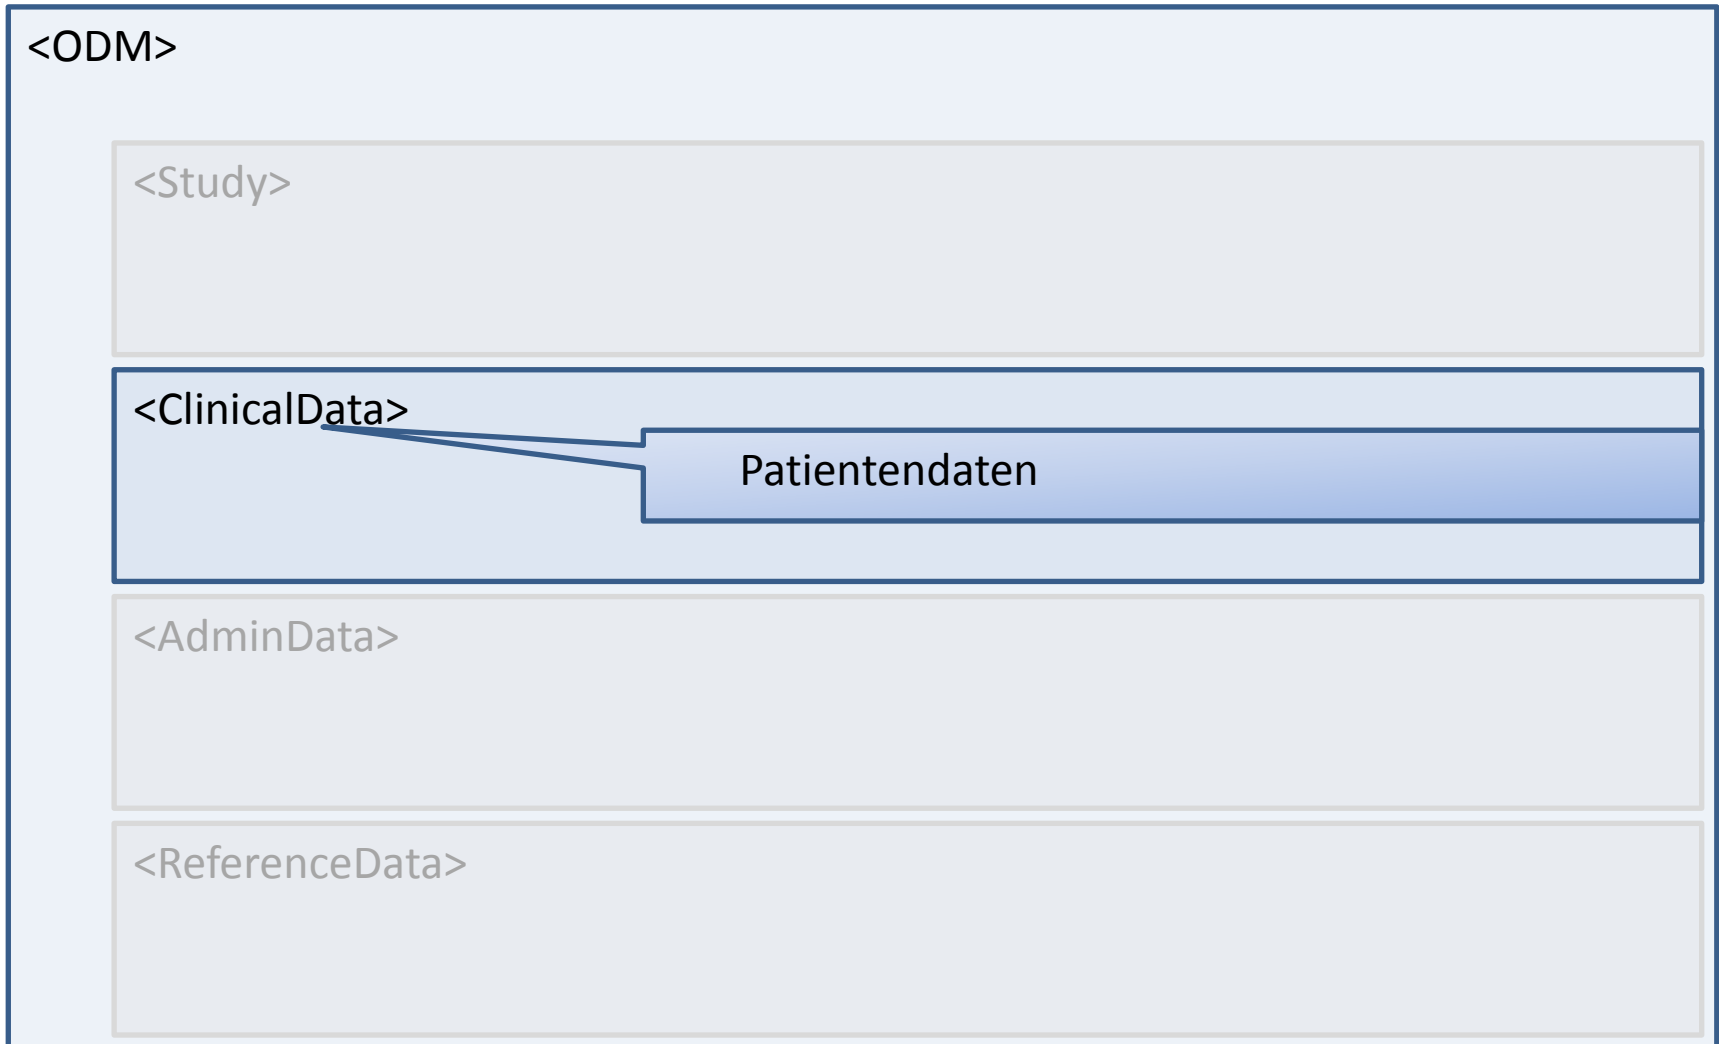 <ODM>
<Study>
<ClinicalData>
Patientendaten
<AdminData>
<ReferenceData>